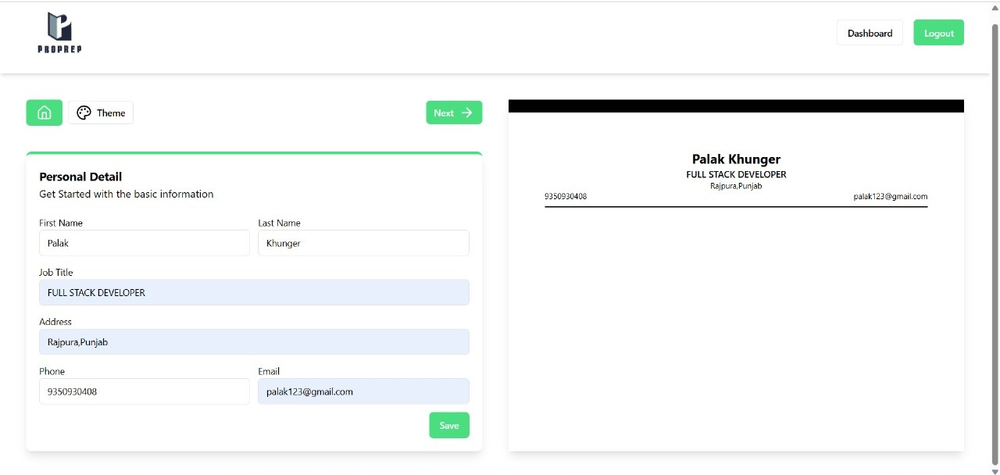 PROPREP
Dashboard
Logout
Theme
Next
Personal Detail
Get Started with the basic information
First Name
Last Name
Palak
Khunger
Job Title
FULL STACK DEVELOPER
Address
Rajpura,Punjab
Phone
Email
9350930408
palak123@gmail.com
Save
Palak Khunger
FULL STACK DEVELOPER
Rajpura,Punjab
9350930408
palak123@gmail.com